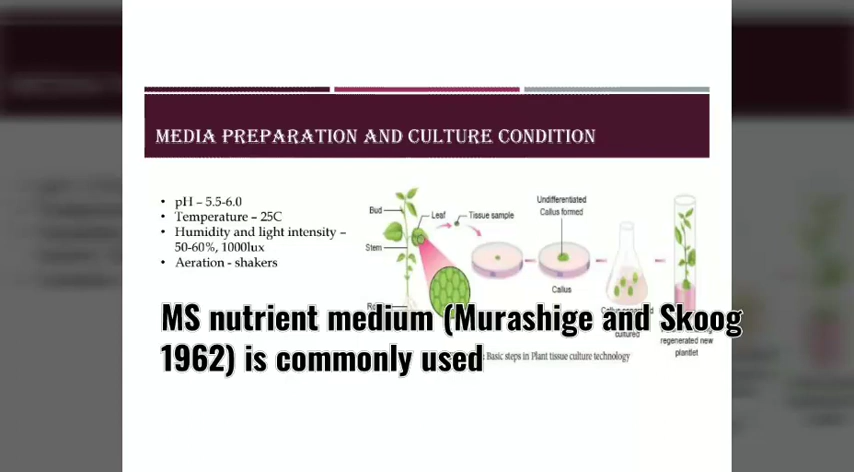 MEDIA PREPARATION AND CULTURE CONDITION
• pH – 5.5-6.0
• Temperature – 25C
• Humidity and light intensity –
50-60%, 1000lux
• Aeration - shakers
Bud
Leaf
Tissue sample
Stem
Undifferentiated
Callus formed
Callus
MS nutrient medium (Murashige and Skoog
1962) is commonly used
cultured
regenerated new
plantlet
Basic steps in Plant tissue culture technology